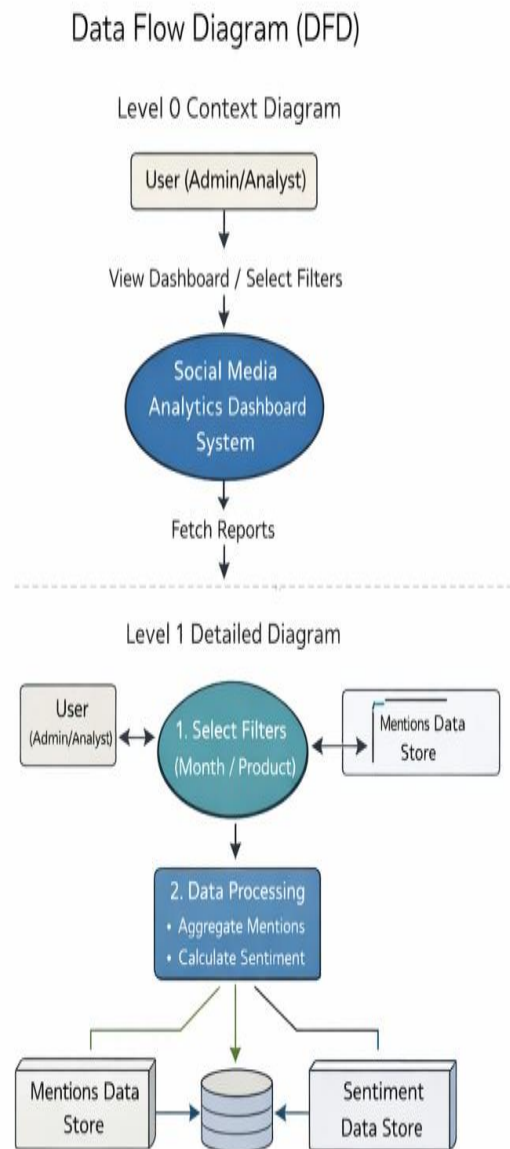 Data Flow Diagram (DFD)
Level 0 Context Diagram
User (Admin/Analyst)
View Dashboard / Select Filters
Social Media
Analytics Dashboard
System
Fetch Reports
Level 1 Detailed Diagram
User
(Admin/Analyst)
1. Select Filters
(Month / Product)
Mentions Data
Store
2. Data Processing
• Aggregate Mentions
• Calculate Sentiment
Mentions Data
Store
Sentiment
Data Store